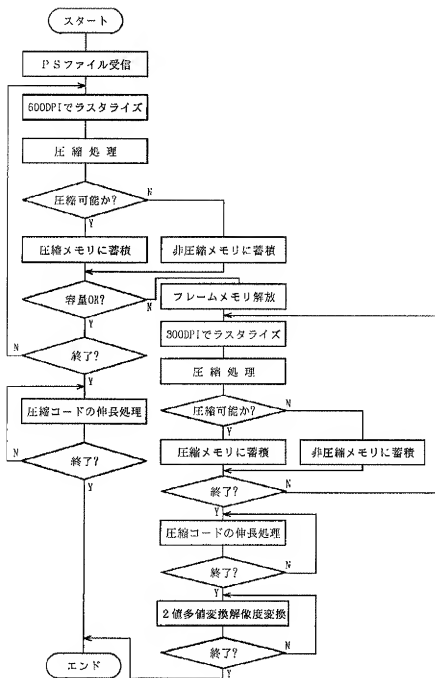 スタート
PSファイル受信
600DPIでラスタライズ
圧縮処理
圧縮可能か?
N
Y
圧縮メモリに蓄積
非圧縮メモリに蓄積
容量OK?
N
Y
フレームメモリ解放
300DPIでラスタライズ
N
終了?
Y
圧縮処理
圧縮コードの伸長処理
圧縮可能か?
N
Y
N
終了?
Y
圧縮メモリに蓄積
非圧縮メモリに蓄積
終了?
N
Y
圧縮コードの伸長処理
終了?
N
Y
2値多値変換解像度変換
終了?
N
Y
エンド